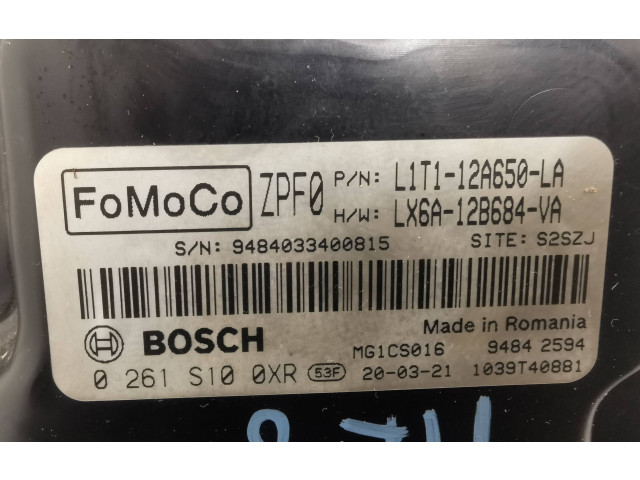 FoMoCo ZPF0 P/N: L1T1-12A650-LA
H/W: LX6A-12B684-VA
S/N: 9484033400815 SITE: S2SZJ
BOSCH Made in Romania
MG1CS016 9484 2594
0 261 S10 0XR 53F 20-03-21 1039T40881